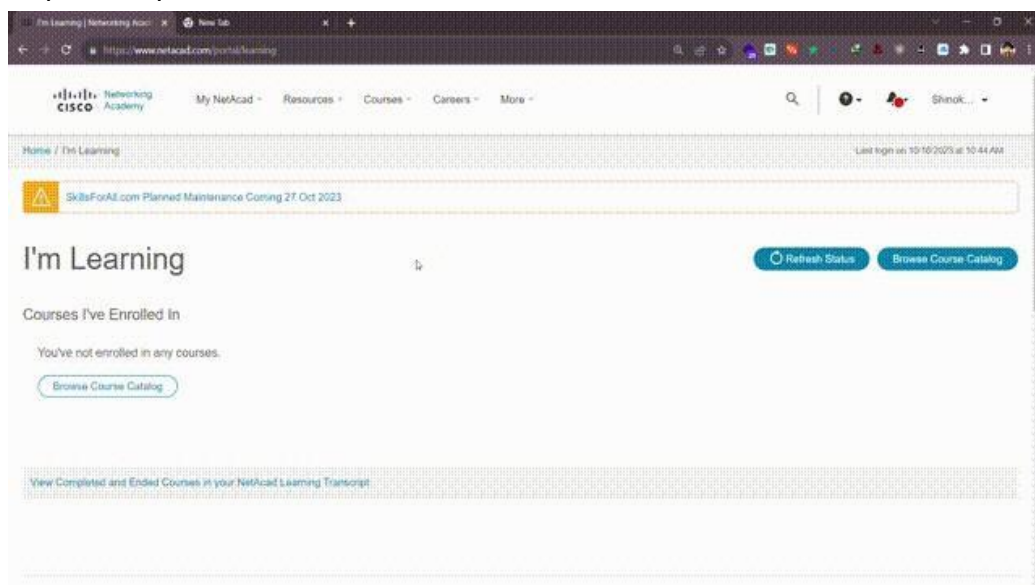 I'm Learning | Networking Acad
New Tab
https://www.netacad.com/portal/learning
CISCO Networking Academy
My NetAcad
Resources
Courses
Careers
More
Shinok...
Home / I'm Learning
Last login on 10/16/2023 at 10:44 AM
SkillsForAll.com Planned Maintenance Coming 27 Oct 2023
I'm Learning
Refresh Status
Browse Course Catalog
Courses I've Enrolled In
You've not enrolled in any courses.
Browse Course Catalog
View Completed and Ended Courses in your NetAcad Learning Transcript